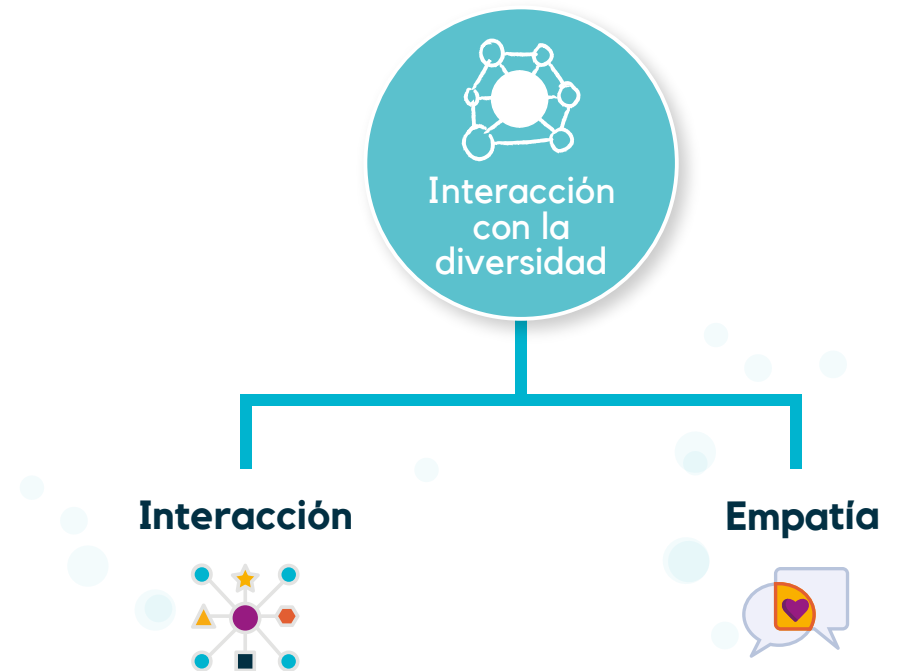 Interacción
con la
diversidad
Interacción
Empatía